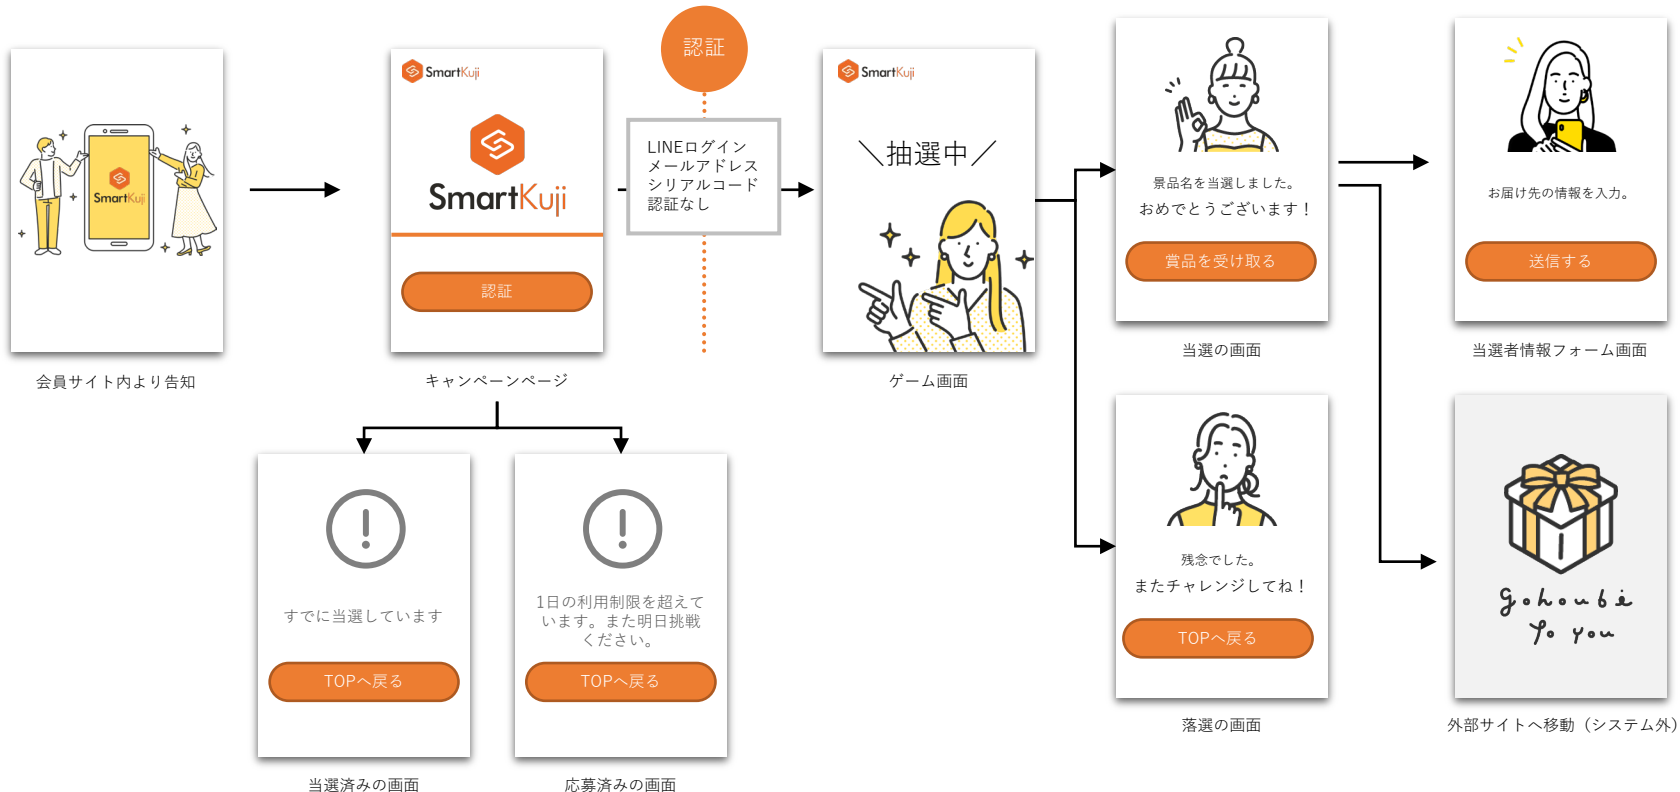 SmartKuji
会員サイト内より告知
SmartKuji
SmartKuji
認証
キャンペーンページ
認証
LINEログイン
メールアドレス
シリアルコード
認証なし
SmartKuji
＼抽選中／
ゲーム画面
景品名を当選しました。
おめでとうございます！
賞品を受け取る
当選の画面
お届け先の情報を入力。
送信する
当選者情報フォーム画面
すでに当選しています
TOPへ戻る
当選済みの画面
1日の利用制限を超えて
います。また明日挑戦
ください。
TOPへ戻る
応募済みの画面
残念でした。
またチャレンジしてね！
TOPへ戻る
落選の画面
gohoubi
To you
外部サイトへ移動（システム外）